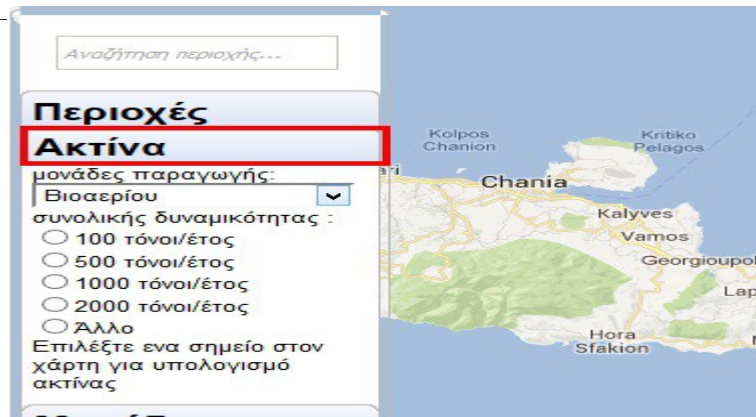 Αναζήτηση περιοχής...
Περιοχές
Ακτίνα
μονάδες παραγωγής:
Βιοαερίου
συνολικής δυναμικότητας :
100 τόνοι/έτος
500 τόνοι/έτος
1000 τόνοι/έτος
2000 τόνοι/έτος
Άλλο
Επιλέξτε ενα σημείο στον
χάρτη για υπολογισμό
ακτίνας
Kolpos
Chanion
Kritiko
Pelagos
Chania
Kalyves
Vamos
Georgioupol
Lap
Hora
Sfakion